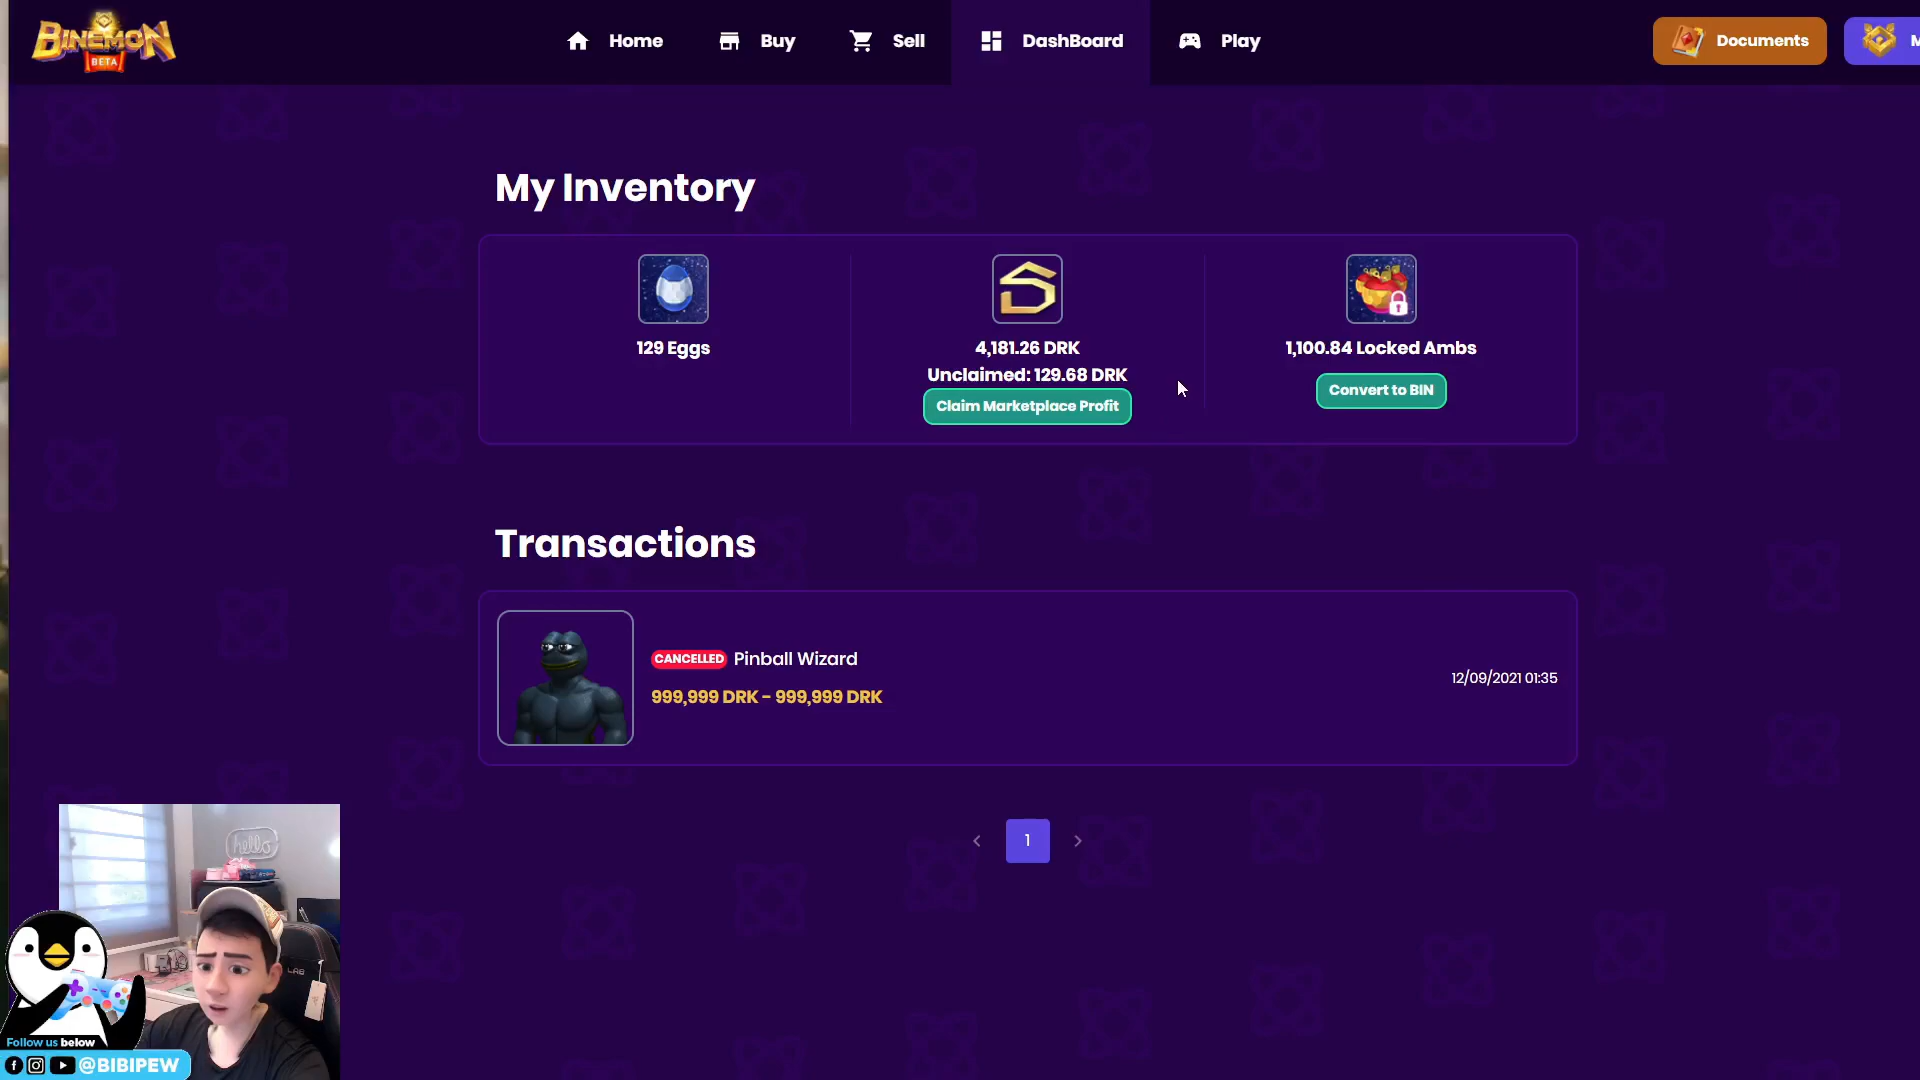 BINEMON
BETA
Home
Buy
Sell
DashBoard
Play
Documents
M
My Inventory
129 Eggs
4,181.26 DRK
Unclaimed: 129.68 DRK
Claim Marketplace Profit
1,100.84 Locked Ambs
Convert to BIN
Transactions
CANCELLED Pinball Wizard
999,999 DRK - 999,999 DRK
12/09/2021 01:35
1
hello
LAB
Follow us below
@BIBIPEW